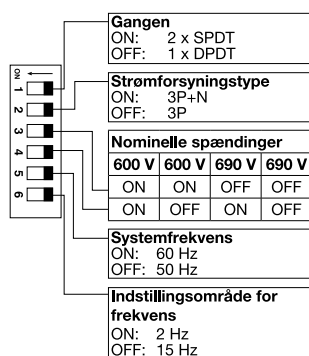 Gangen
ON: 2 x SPDT
OFF: 1 x DPDT
Strømforsyningstype
ON: 3P+N
OFF: 3P
Nominelle spændinger
600 V 600 V 690 V 690 V
ON ON OFF OFF
ON OFF ON OFF
Systemfrekvens
ON: 60 Hz
OFF: 50 Hz
Indstillingsområde for
frekvens
ON: 2 Hz
OFF: 15 Hz
ON
1
2
3
4
5
6